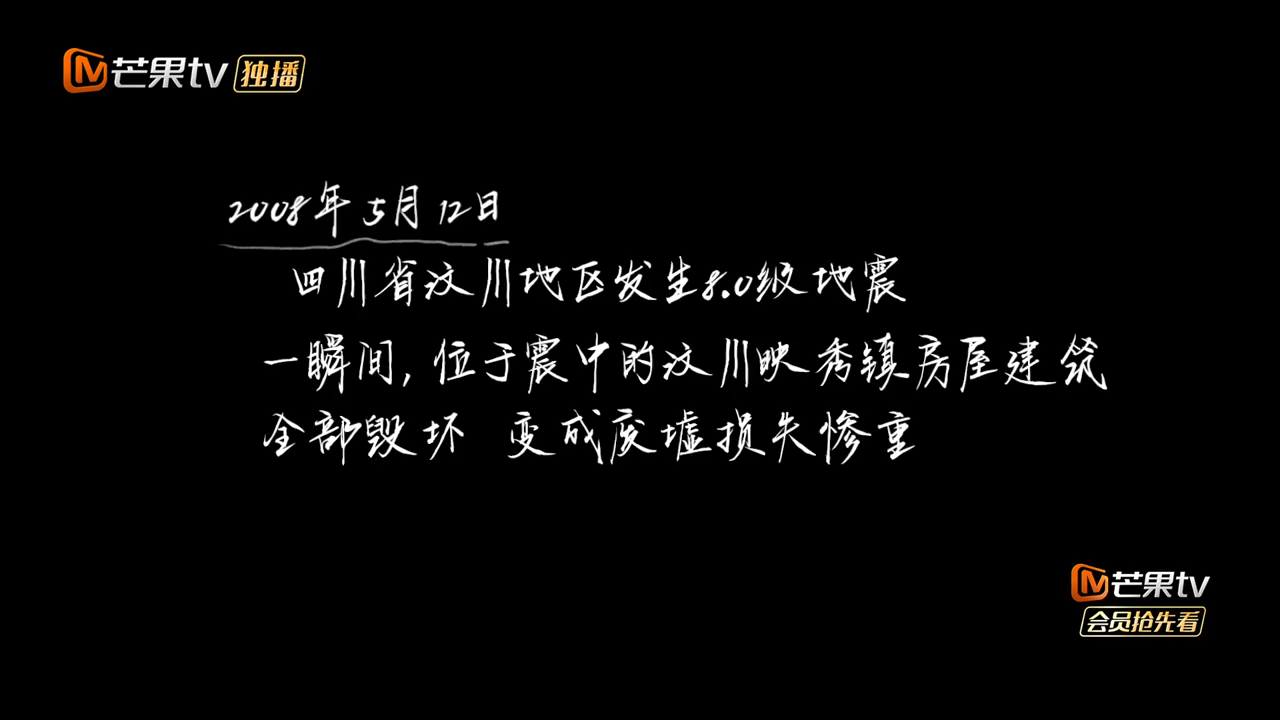 芒果tv 独播
2008年5月12日
四川省汶川地区发生8.0级地震
一瞬间,位于震中的汶川映秀镇房屋建筑
全部毁坏 变成废墟损失惨重
芒果tv
会员抢先看